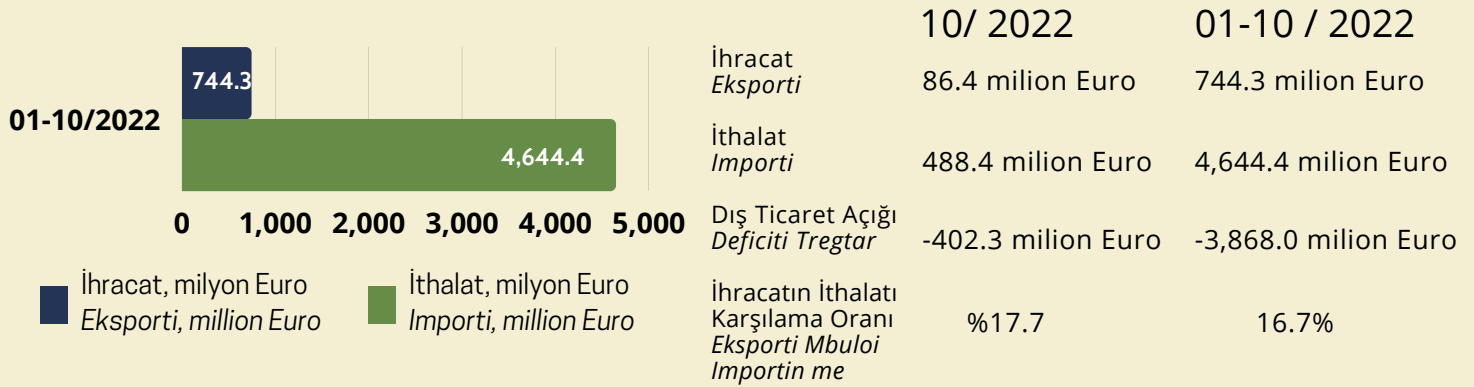 744.3
01-10/2022
4,644.4
0 1,000 2,000 3,000 4,000 5,000
İhracat, milyon Euro
Eksporti, million Euro
İthalat, milyon Euro
Importi, million Euro
10/ 2022 01-10 / 2022
İhracat
Eksporti
86.4 milion Euro 744.3 milion Euro
İthalat
Importi
488.4 milion Euro 4,644.4 milion Euro
Dış Ticaret Açığı
Deficiti Tregtar
-402.3 milion Euro -3,868.0 milion Euro
İhracatın İthalatı
Karşılama Oranı
Eksporti Mbuloi
Importin me
%17.7 16.7%